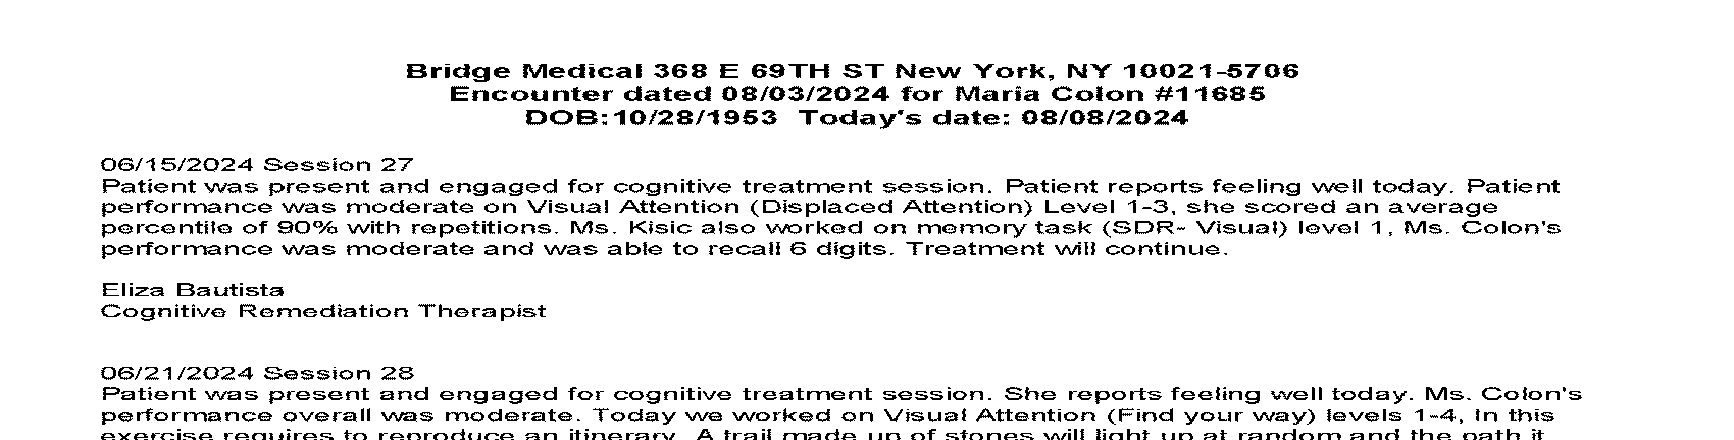 Bridge Medical 368 E 69TH ST New York, NY 10021-5706
Encounter dated 08/03/2024 for Maria Colon #11685
DOB:10/28/1953 Today's date: 08/08/2024
06/15/2024 Session 27
Patient was present and engaged for cognitive treatment session. Patient reports feeling well today. Patient
performance was moderate on Visual Attention (Displaced Attention) Level 1-3, she scored an average
percentile of 90% with repetitions. Ms. Kisic also worked on memory task (SDR- Visual) level 1, Ms. Colon's
performance was moderate and was able to recall 6 digits. Treatment will continue.
Eliza Bautista
Cognitive Remediation Therapist
06/21/2024 Session 28
Patient was present and engaged for cognitive treatment session. She reports feeling well today. Ms. Colon's
performance overall was moderate. Today we worked on Visual Attention (Find your way) levels 1-4, In this
exercise requires to reproduce an itinerary. A trail made up of stones will light up at random and the path it